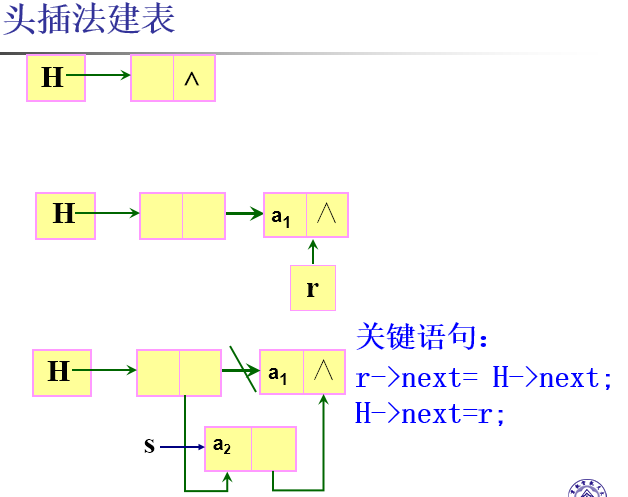 头插法建表
H ∧
H a1 ∧
r
关键语句：
H a1 ∧
r->next= H->next;
H->next=r;
s a2